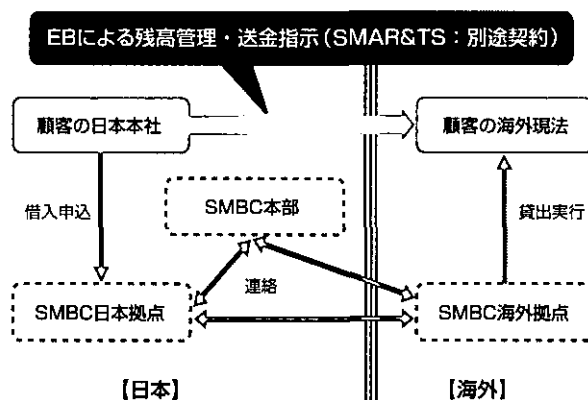 EBによる残高管理・送金指示（SMAR&TS：別途契約）
顧客の日本本社
顧客の海外現法
借入申込
SMBC本部
貸出実行
連絡
SMBC日本拠点
SMBC海外拠点
【日本】
【海外】